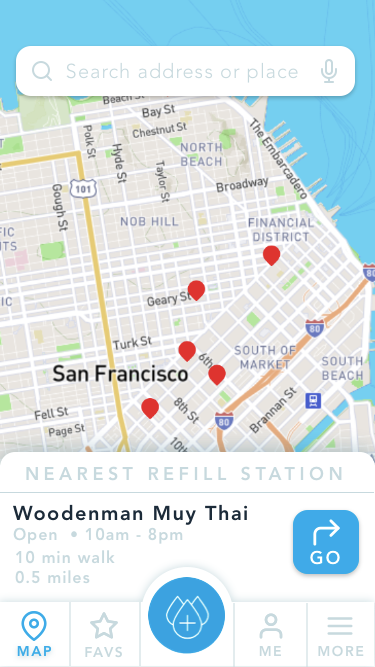 Search address or place
Beach St
Bay St
Chestnut St
Polk St
Hyde St
Taylor St
NORTH
BEACH
The Embarcadero
Broadway
101
Gough St
NOB HILL
FINANCIAL
DISTRICT
80
Geary St
80
Turk St
6th
SOUTH OF
MARKET
SOUTH
BEACH
San Francisco
8th St
Brannan St
Fell St
80
Page St
10th
NEAREST REFILL STATION
Woodenman Muy Thai
Open • 10am - 8pm
10 min walk
0.5 miles
GO
MAP
FAVS
ME
MORE